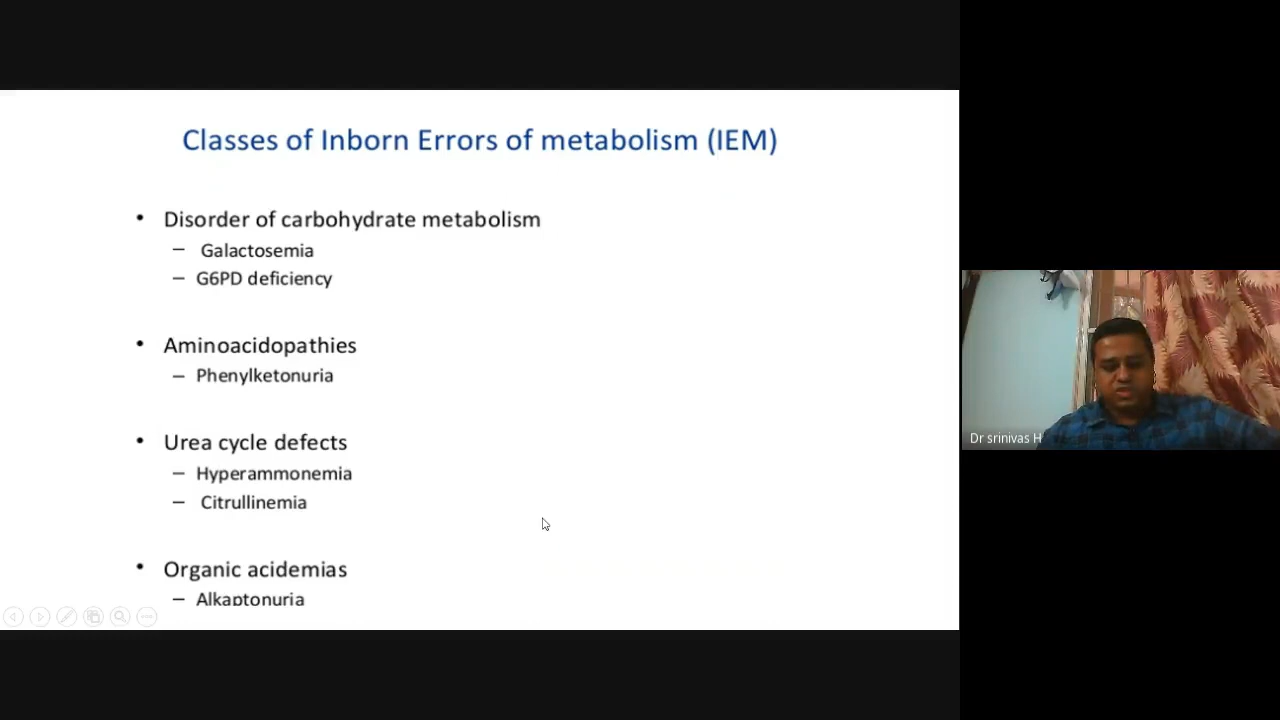 Classes of Inborn Errors of metabolism (IEM)
• Disorder of carbohydrate metabolism
– Galactosemia
– G6PD deficiency
• Aminoacidopathies
– Phenylketonuria
• Urea cycle defects
– Hyperammonemia
– Citrullinemia
• Organic acidemias
– Alkaptonuria
Dr srinivas H